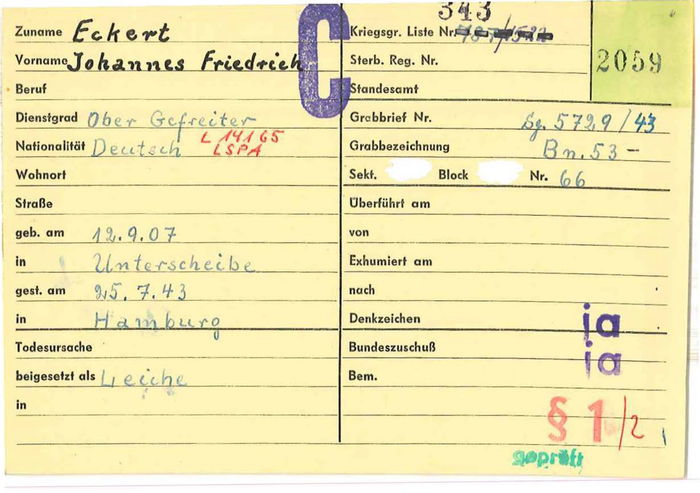 Zuname Eckert
Vorname Johannes Friedrich
Beruf
Dienstgrad Ober Gefreiter
Nationalität Deutsch L 14165
LSPA
Wohnort
Straße
geb. am 12.9.07
in Unterscheibe
gest. am 25.7.43
in Hamburg
Todesursache
beigesetzt als Leiche
in
C
343
Kriegsgr. Liste Nr.
Sterb. Reg. Nr.
2059
Standesamt
Grabbrief Nr. Lg. 5729/43
Grabbezeichnung Bn. 53 -
Sekt. Block Nr. 66
Überführt am
von
Exhumiert am
nach
Denkzeichen ja
Bundeszuschuß ja
Bem.
§ 1/2
geprüft